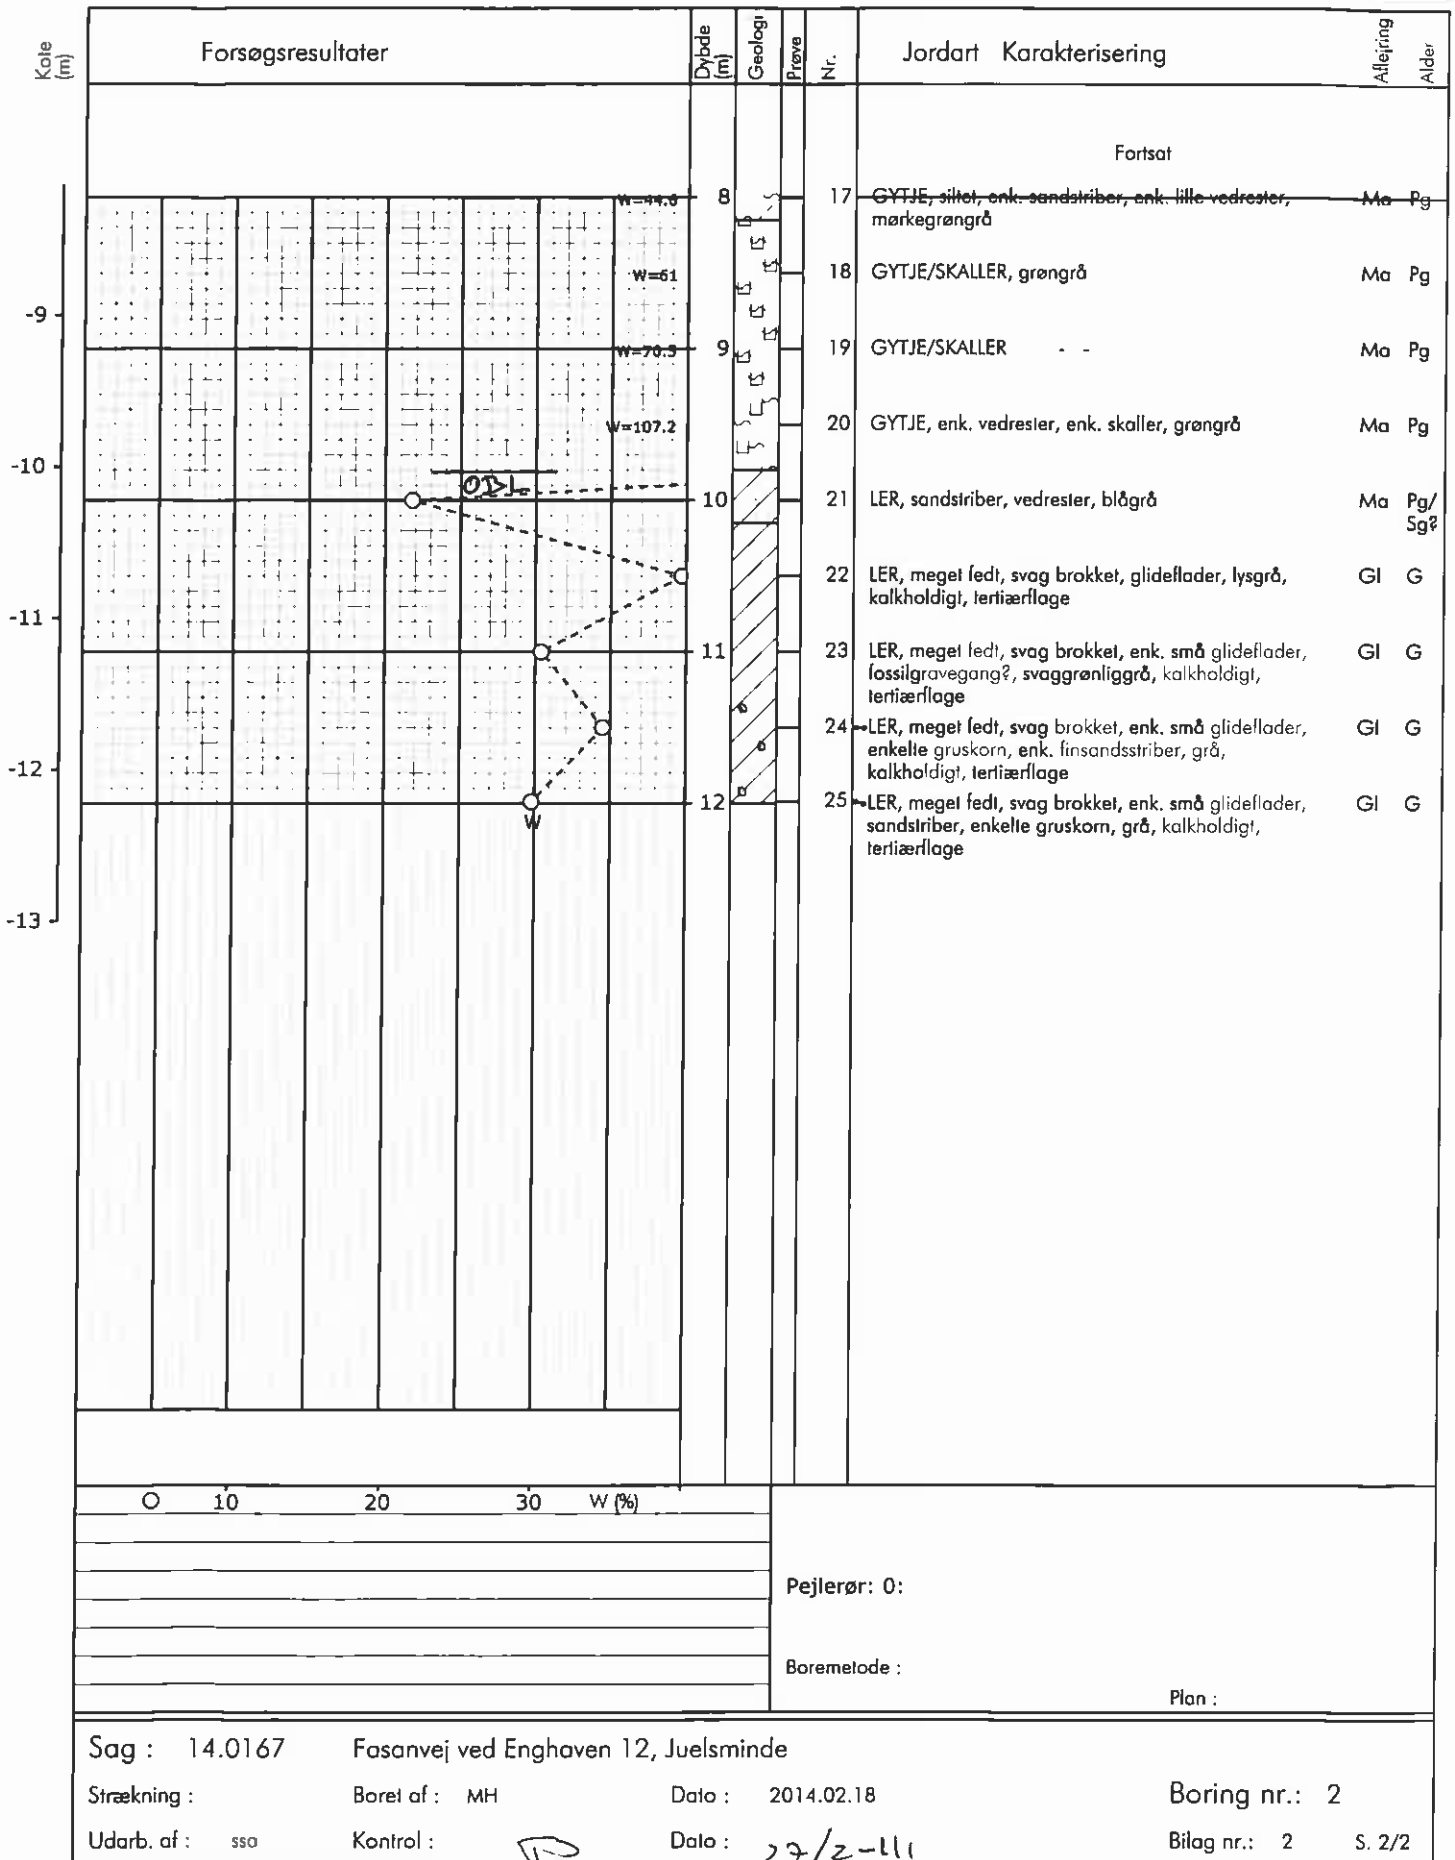 Kote (m) Forsøgsresultater Dybde (m) Geologi Prøve Nr. Jordart Karakterisering Aflejring Alder
Fortsat
W=44.6 8 17 GYTJE, siltet, enk. sandstriber, enk. lille vedrester, Ma Pg
mørkegrøngrå
W=61 18 GYTJE/SKALLER, grøngrå Ma Pg
-9
W=70.5 9 19 GYTJE/SKALLER - - Ma Pg
W=107.2 20 GYTJE, enk. vedrester, enk. skaller, grøngrå Ma Pg
-10
OBL
10 21 LER, sandstriber, vedrester, blågrå Ma Pg/
Sg?
22 LER, meget fedt, svag brokket, glideflader, lysgrå, Gl G
kalkholdigt, tertiærflage
-11
11 23 LER, meget fedt, svag brokket, enk. små glideflader, Gl G
fossilgravegang?, svaggrønliggrå, kalkholdigt,
tertiærflage
24 LER, meget fedt, svag brokket, enk. små glideflader, Gl G
enkelte gruskorn, enk. finsandsstriber, grå,
-12 kalkholdigt, tertiærflage
12 25 LER, meget fedt, svag brokket, enk. små glideflader, Gl G
W sandstriber, enkelte gruskorn, grå, kalkholdigt,
tertiærflage
-13
10 20 30 W (%)
Pejlerør: 0:
Boremetode :
Plan :
Sag : 14.0167 Fasanvej ved Enghaven 12, Juelsminde
Strækning : Boret af : MH Dato : 2014.02.18 Boring nr.: 2
Udarb. af : ssa Kontrol : Dato : 27/2-14 Bilag nr.: 2 S. 2/2